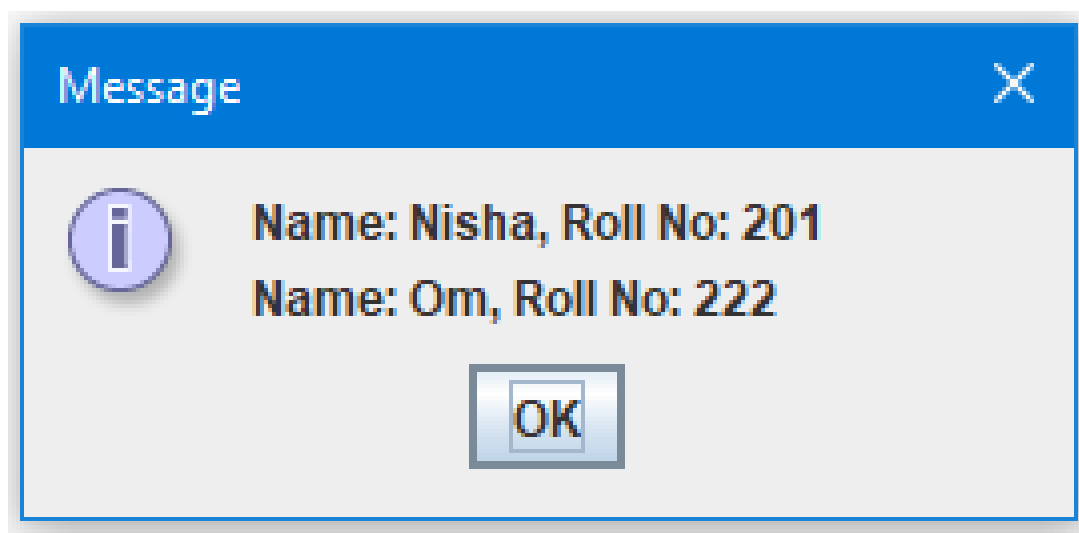 Message
Name: Nisha, Roll No: 201
Name: Om, Roll No: 222
OK